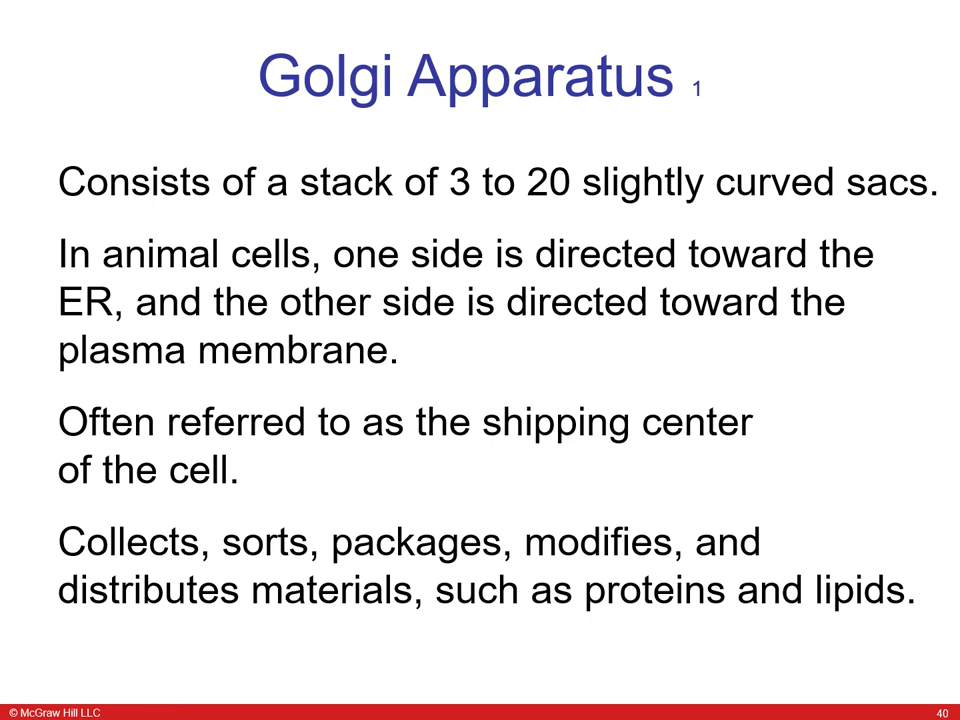 Golgi Apparatus 1
Consists of a stack of 3 to 20 slightly curved sacs.
In animal cells, one side is directed toward the
ER, and the other side is directed toward the
plasma membrane.
Often referred to as the shipping center
of the cell.
Collects, sorts, packages, modifies, and
distributes materials, such as proteins and lipids.
© McGraw Hill LLC
40